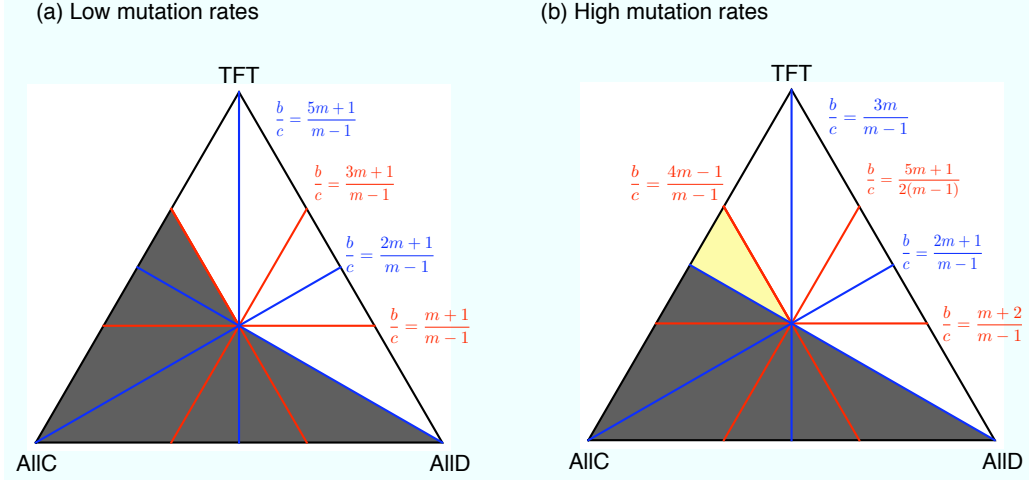 (a) Low mutation rates
(b) High mutation rates
TFT
b/c = (5m + 1)/(m − 1)
b/c = (3m + 1)/(m − 1)
b/c = (2m + 1)/(m − 1)
b/c = (m + 1)/(m − 1)
AllC
AllD
TFT
b/c = 3m/(m − 1)
b/c = (4m − 1)/(m − 1)
b/c = (5m + 1)/(2(m − 1))
b/c = (2m + 1)/(m − 1)
b/c = (m + 2)/(m − 1)
AllC
AllD